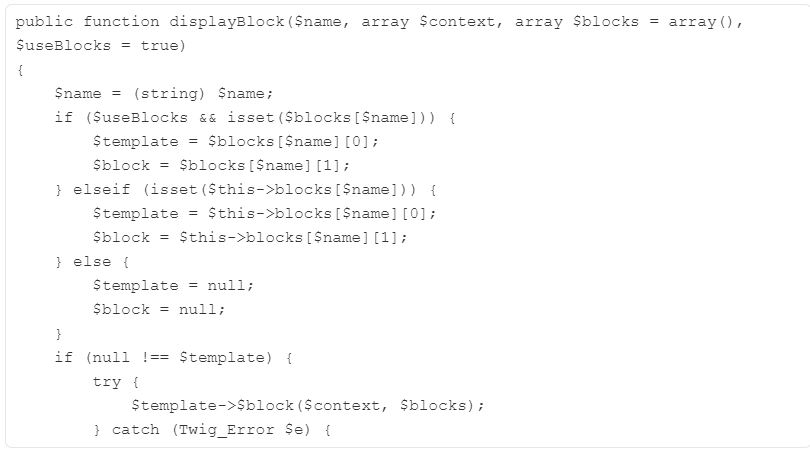 public function displayBlock($name, array $context, array $blocks = array(),
$useBlocks = true)
{
    $name = (string) $name;
    if ($useBlocks && isset($blocks[$name])) {
        $template = $blocks[$name][0];
        $block = $blocks[$name][1];
    } elseif (isset($this->blocks[$name])) {
        $template = $this->blocks[$name][0];
        $block = $this->blocks[$name][1];
    } else {
        $template = null;
        $block = null;
    }
    if (null !== $template) {
        try {
            $template->$block($context, $blocks);
        } catch (Twig_Error $e) {